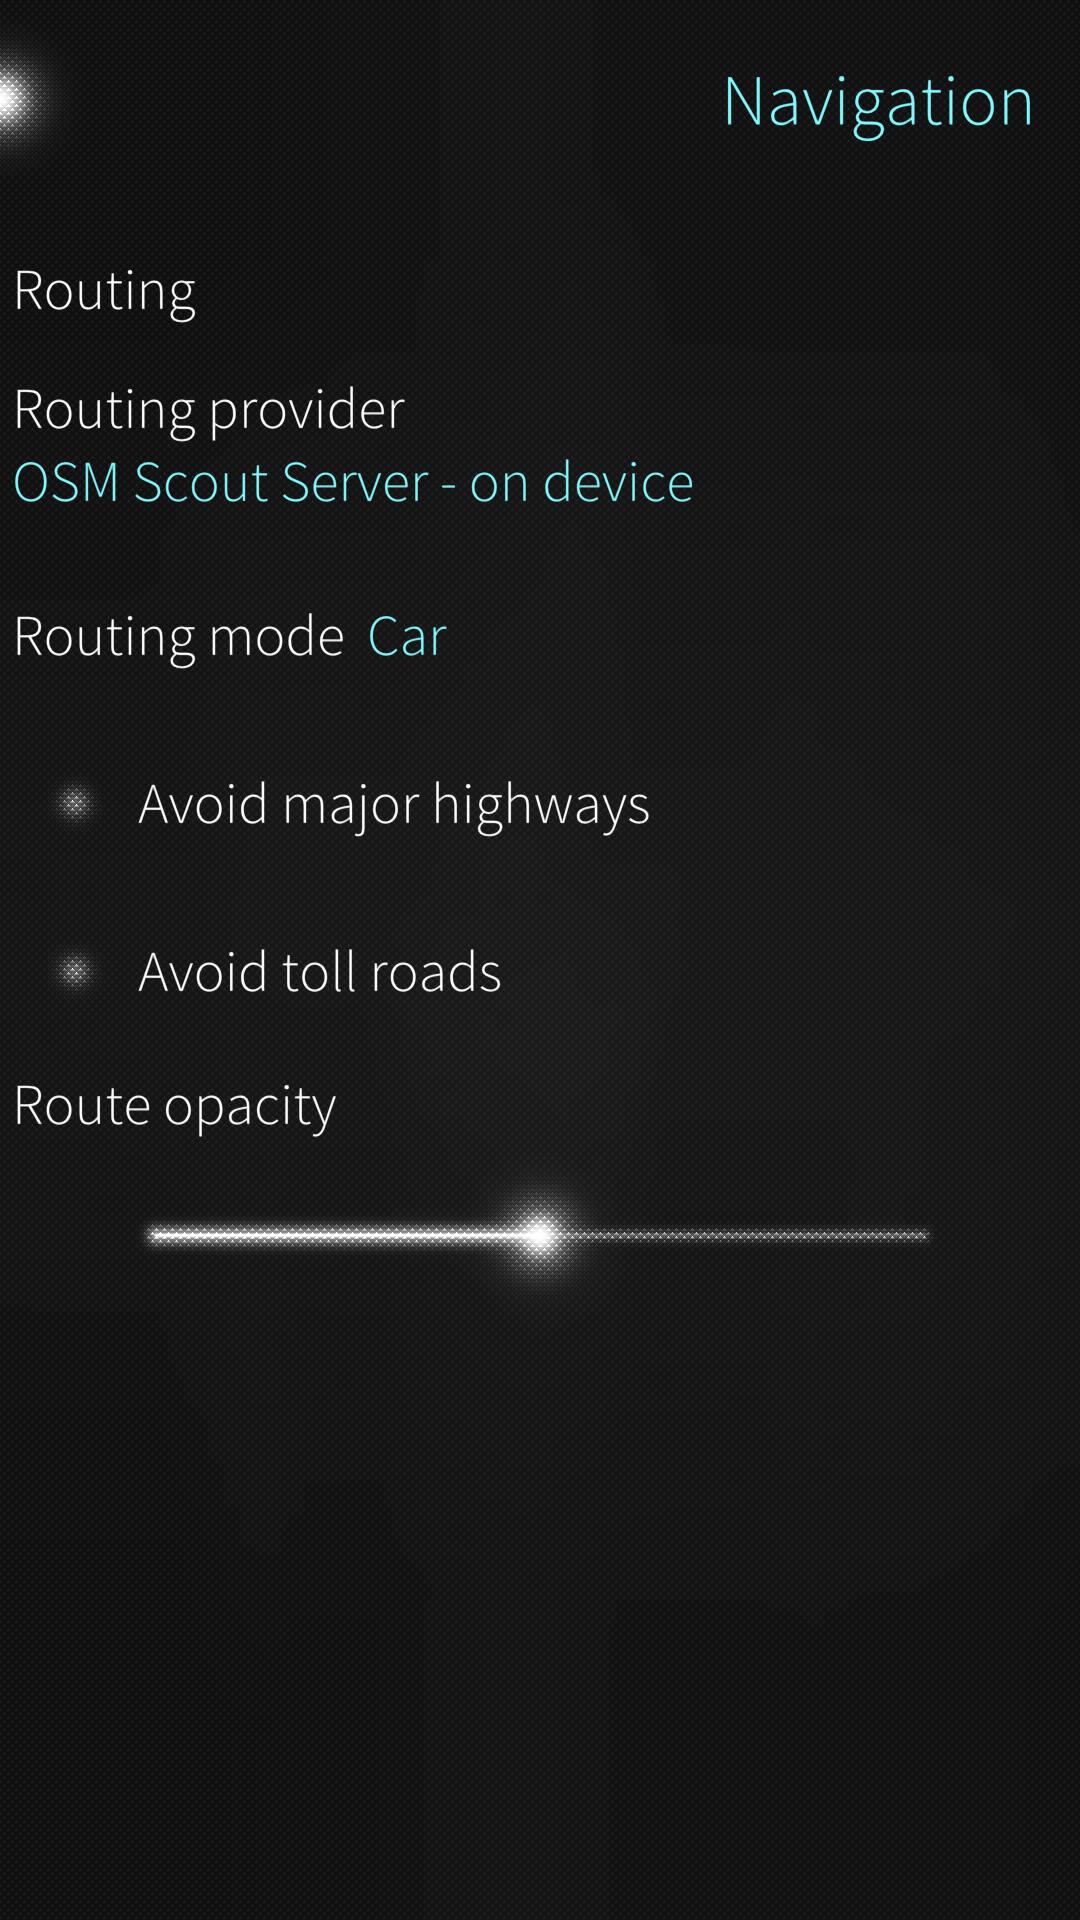 Navigation
Routing
Routing provider
OSM Scout Server - on device
Routing mode Car
Avoid major highways
Avoid toll roads
Route opacity